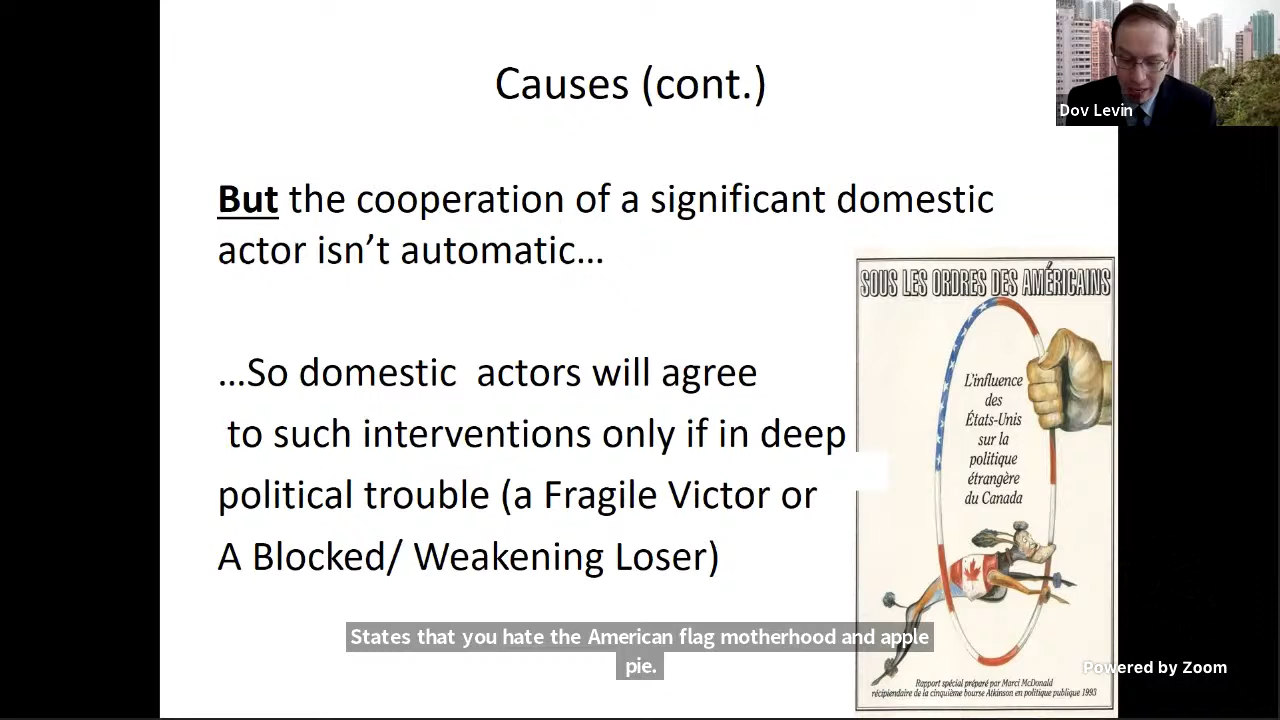 Causes (cont.)
Dov Levin
But the cooperation of a significant domestic
actor isn't automatic...
...So domestic actors will agree
to such interventions only if in deep
political trouble (a Fragile Victor or
A Blocked/ Weakening Loser)
SOUS LES ORDRES DES AMÉRICAINS
L'influence
des
États-Unis
sur la
politique
étrangère
du Canada
States that you hate the American flag motherhood and apple
pie.
Powered by Zoom
Rapport spécial préparé par Marci McDonald
récipiendaire de la cinquième bourse Atkinson en politique publique 1993